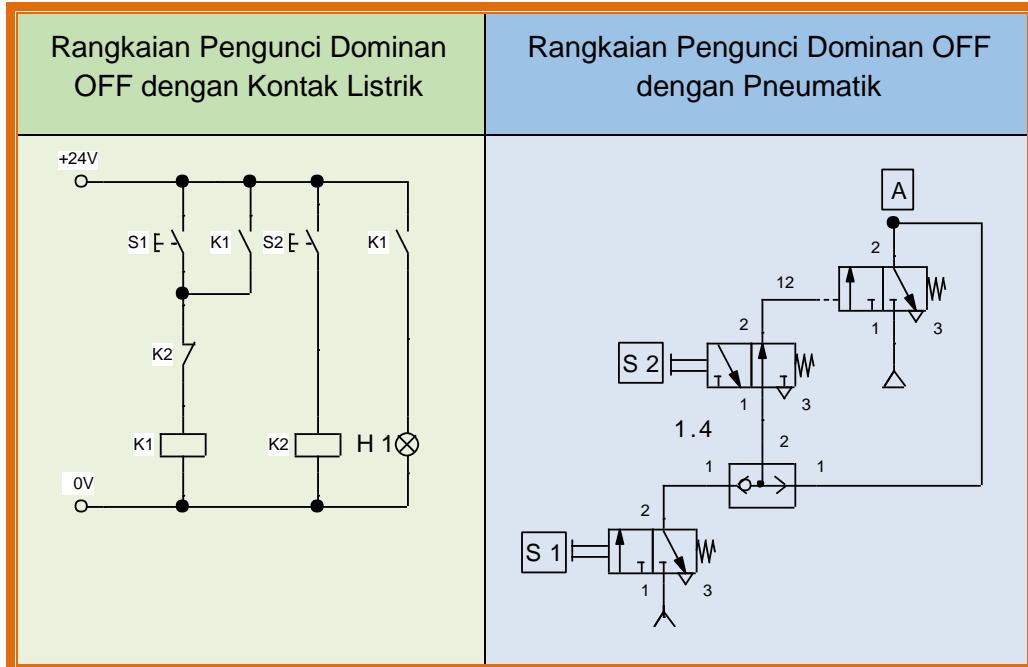 Rangkaian Pengunci Dominan
OFF dengan Kontak Listrik
Rangkaian Pengunci Dominan OFF
dengan Pneumatik
+24V
S1
K1
S2
K1
K2
K1
K2
H 1
0V
A
2
12
1
3
2
S 2
1
3
1.4
2
1
1
2
S 1
1
3